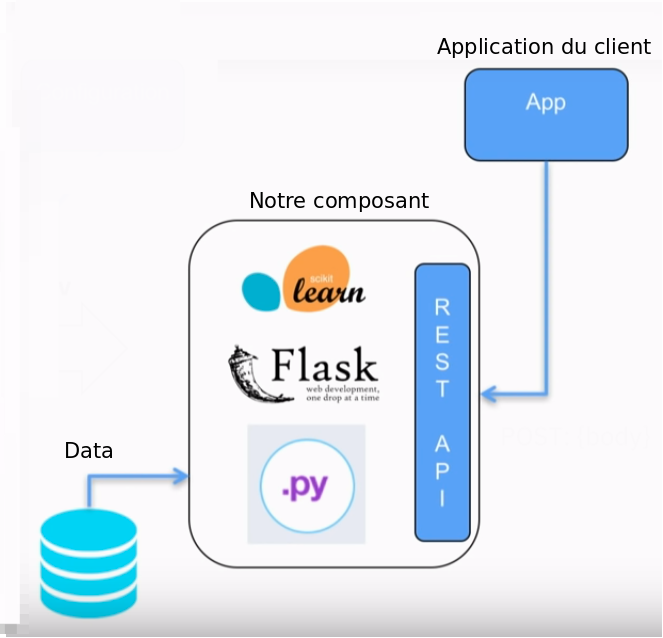 Application du client
App
Notre composant
scikit
learn
Flask
web development,
one drop at a time
.py
REST API
Data